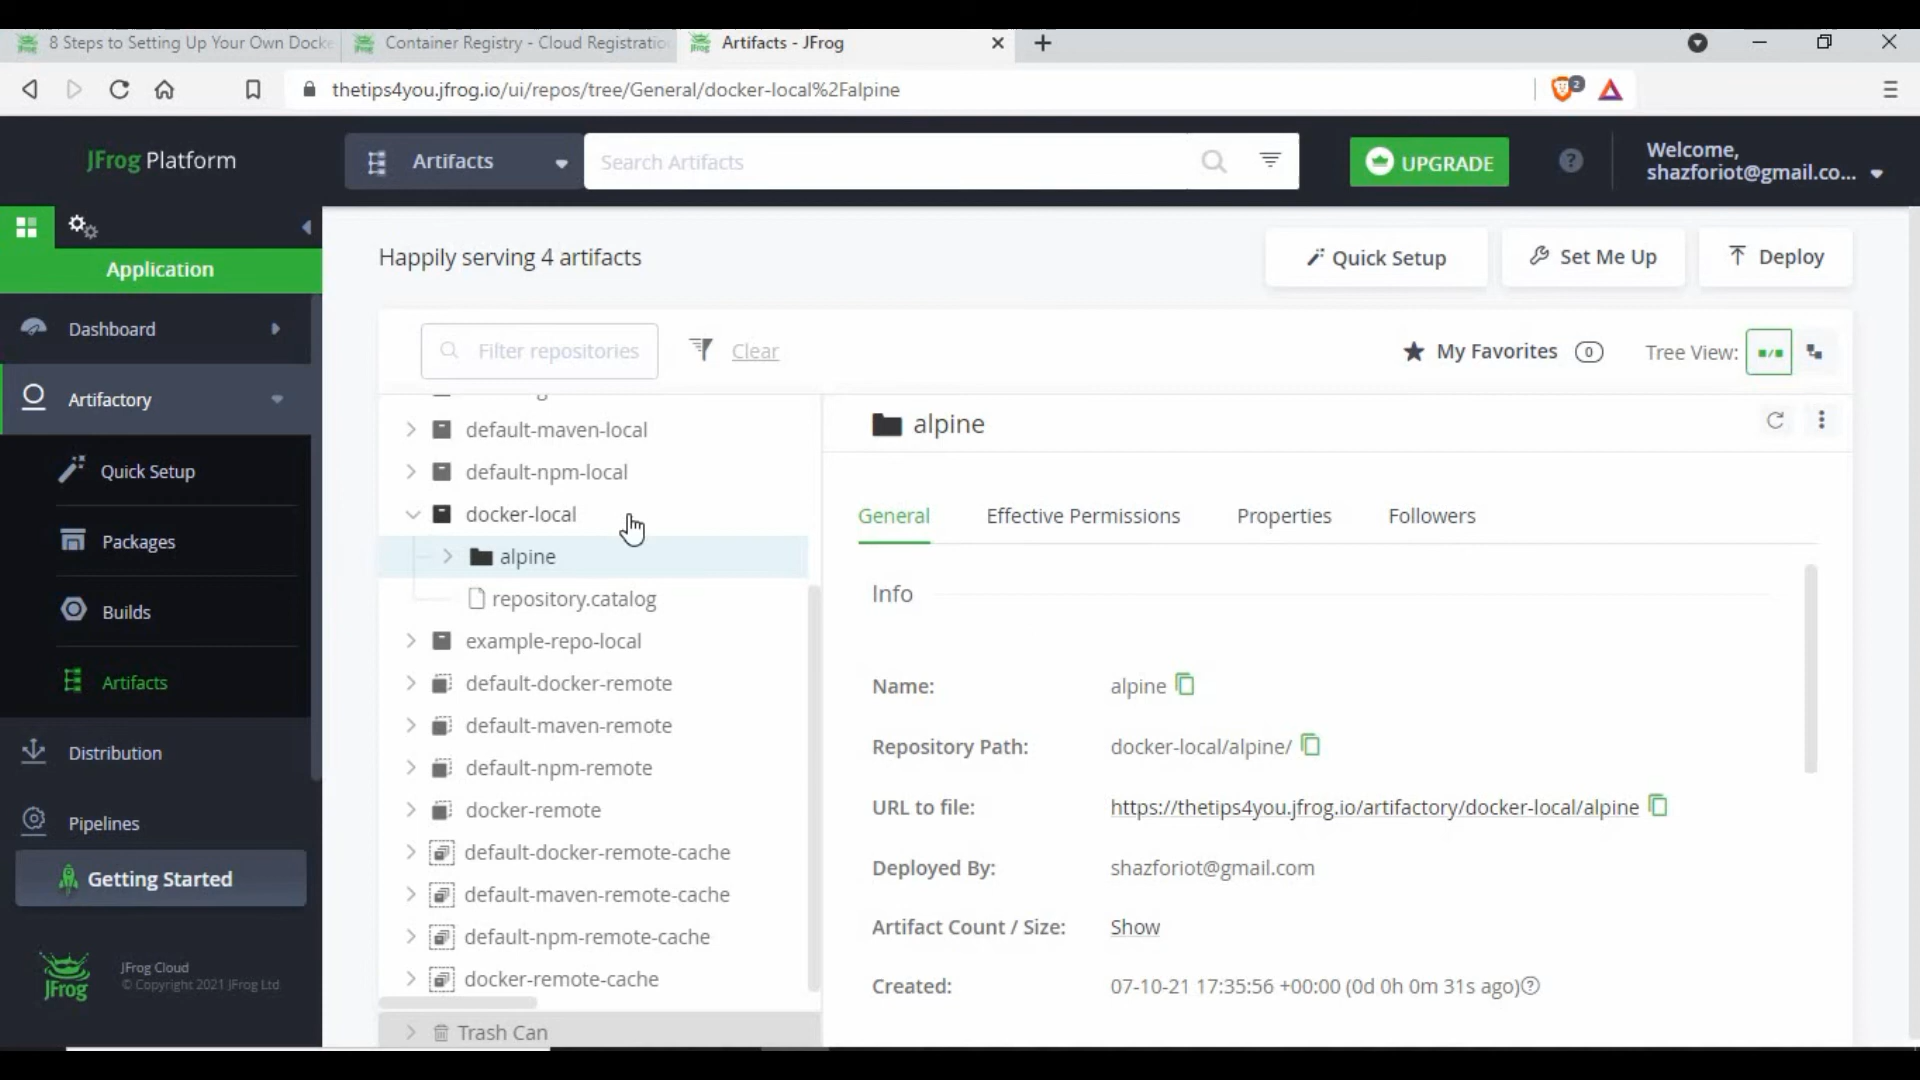 8 Steps to Setting Up Your Own Docke
Container Registry - Cloud Registratio
Artifacts - JFrog
thetips4you.jfrog.io/ui/repos/tree/General/docker-local%2Falpine
2
JFrog Platform
Artifacts
Search Artifacts
UPGRADE
?
Welcome,
shazforiot@gmail.co...
Application
Happily serving 4 artifacts
Quick Setup
Set Me Up
Deploy
Dashboard
Artifactory
Quick Setup
Packages
Builds
Artifacts
Distribution
Pipelines
Getting Started
JFrog
JFrog Cloud
© Copyright 2021 JFrog Ltd
Filter repositories
Clear
My Favorites
0
Tree View:
default-maven-local
default-npm-local
docker-local
alpine
repository.catalog
example-repo-local
default-docker-remote
default-maven-remote
default-npm-remote
docker-remote
default-docker-remote-cache
default-maven-remote-cache
default-npm-remote-cache
docker-remote-cache
Trash Can
alpine
General
Effective Permissions
Properties
Followers
Info
Name: alpine
Repository Path: docker-local/alpine/
URL to file: https://thetips4you.jfrog.io/artifactory/docker-local/alpine
Deployed By: shazforiot@gmail.com
Artifact Count / Size: Show
Created: 07-10-21 17:35:56 +00:00 (0d 0h 0m 31s ago)?